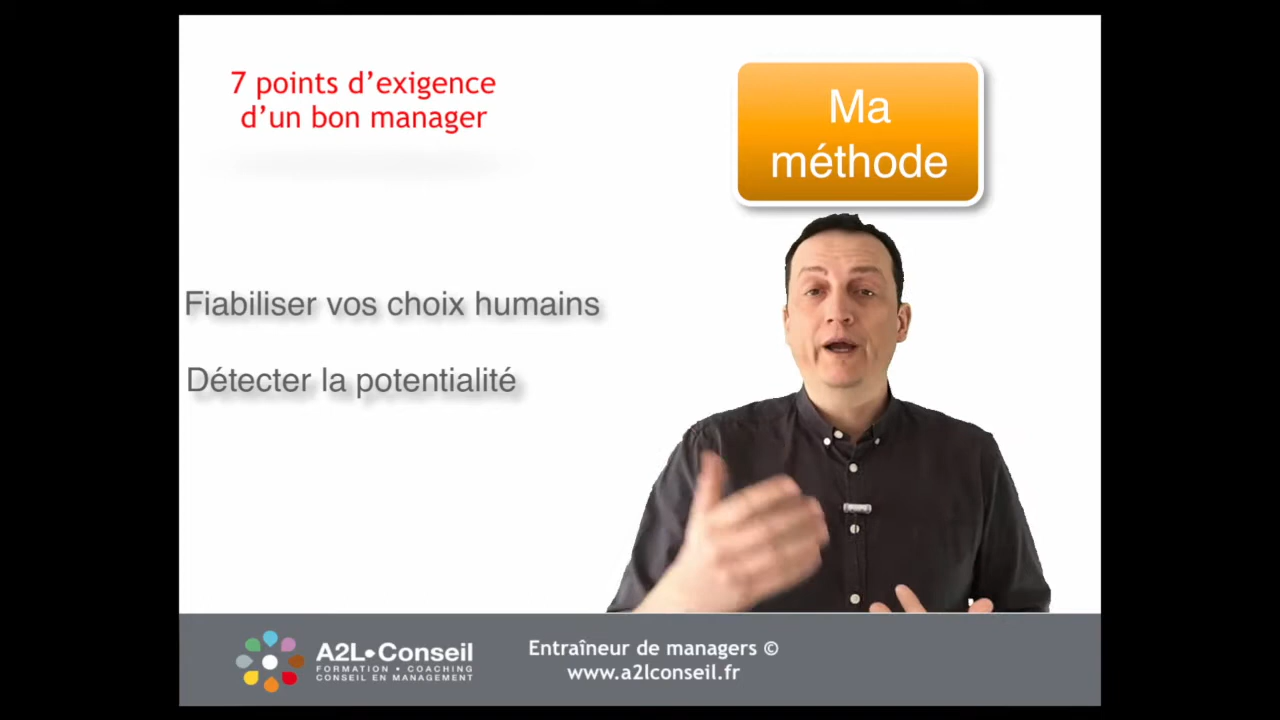 7 points d’exigence
d’un bon manager
Ma
méthode
Fiabiliser vos choix humains
Détecter la potentialité
A2L•Conseil
FORMATION • COACHING
CONSEIL EN MANAGEMENT
Entraîneur de managers ©
www.a2lconseil.fr